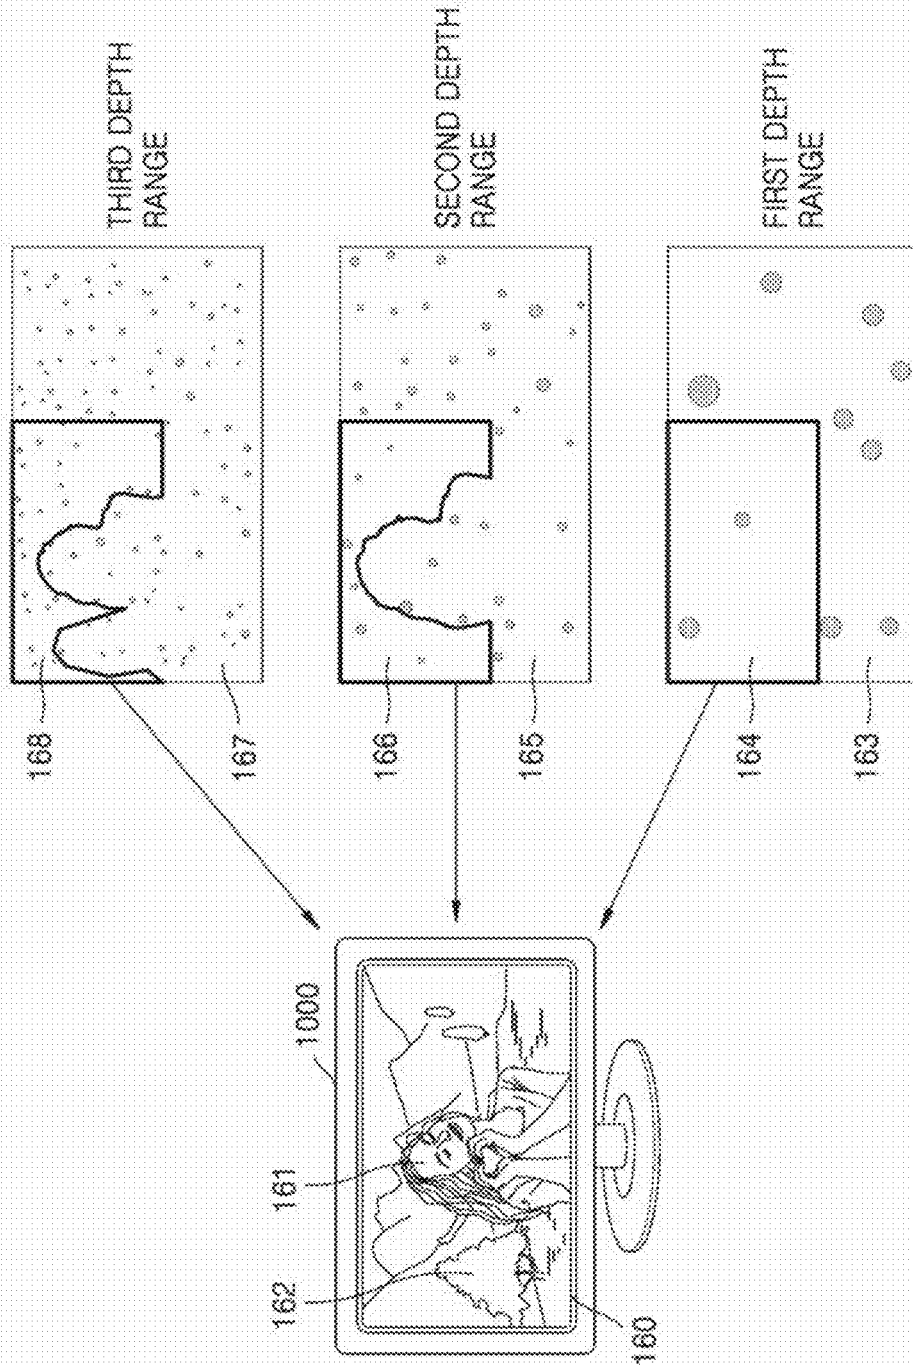 THIRD DEPTH
RANGE
SECOND DEPTH
RANGE
FIRST DEPTH
RANGE
168
167
166
165
164
163
1000
161
162
160